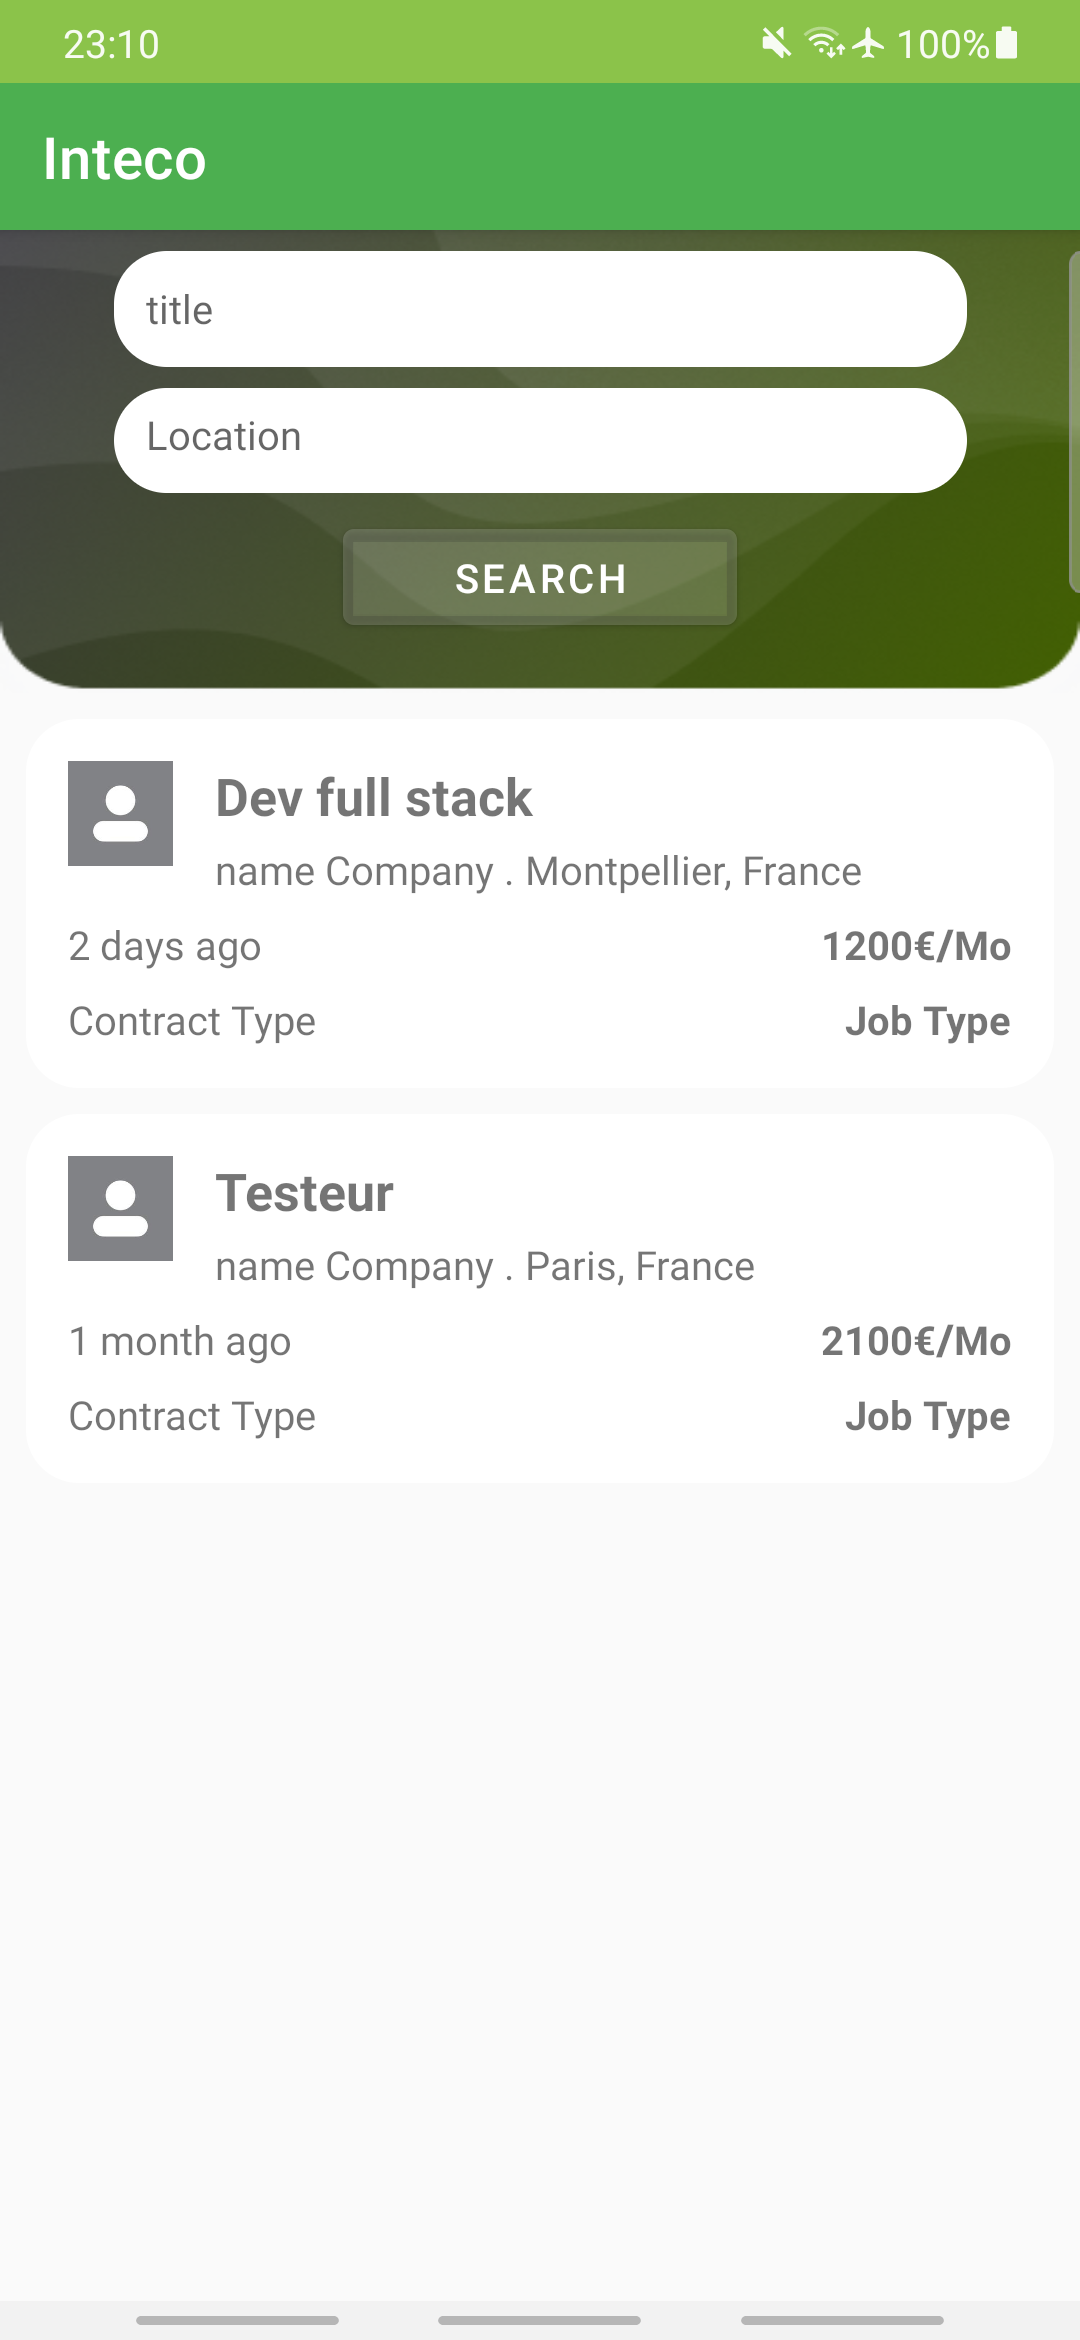 23:10 100%
Inteco
title
Location
SEARCH
Dev full stack
name Company . Montpellier, France
2 days ago 1200€/Mo
Contract Type Job Type
Testeur
name Company . Paris, France
1 month ago 2100€/Mo
Contract Type Job Type